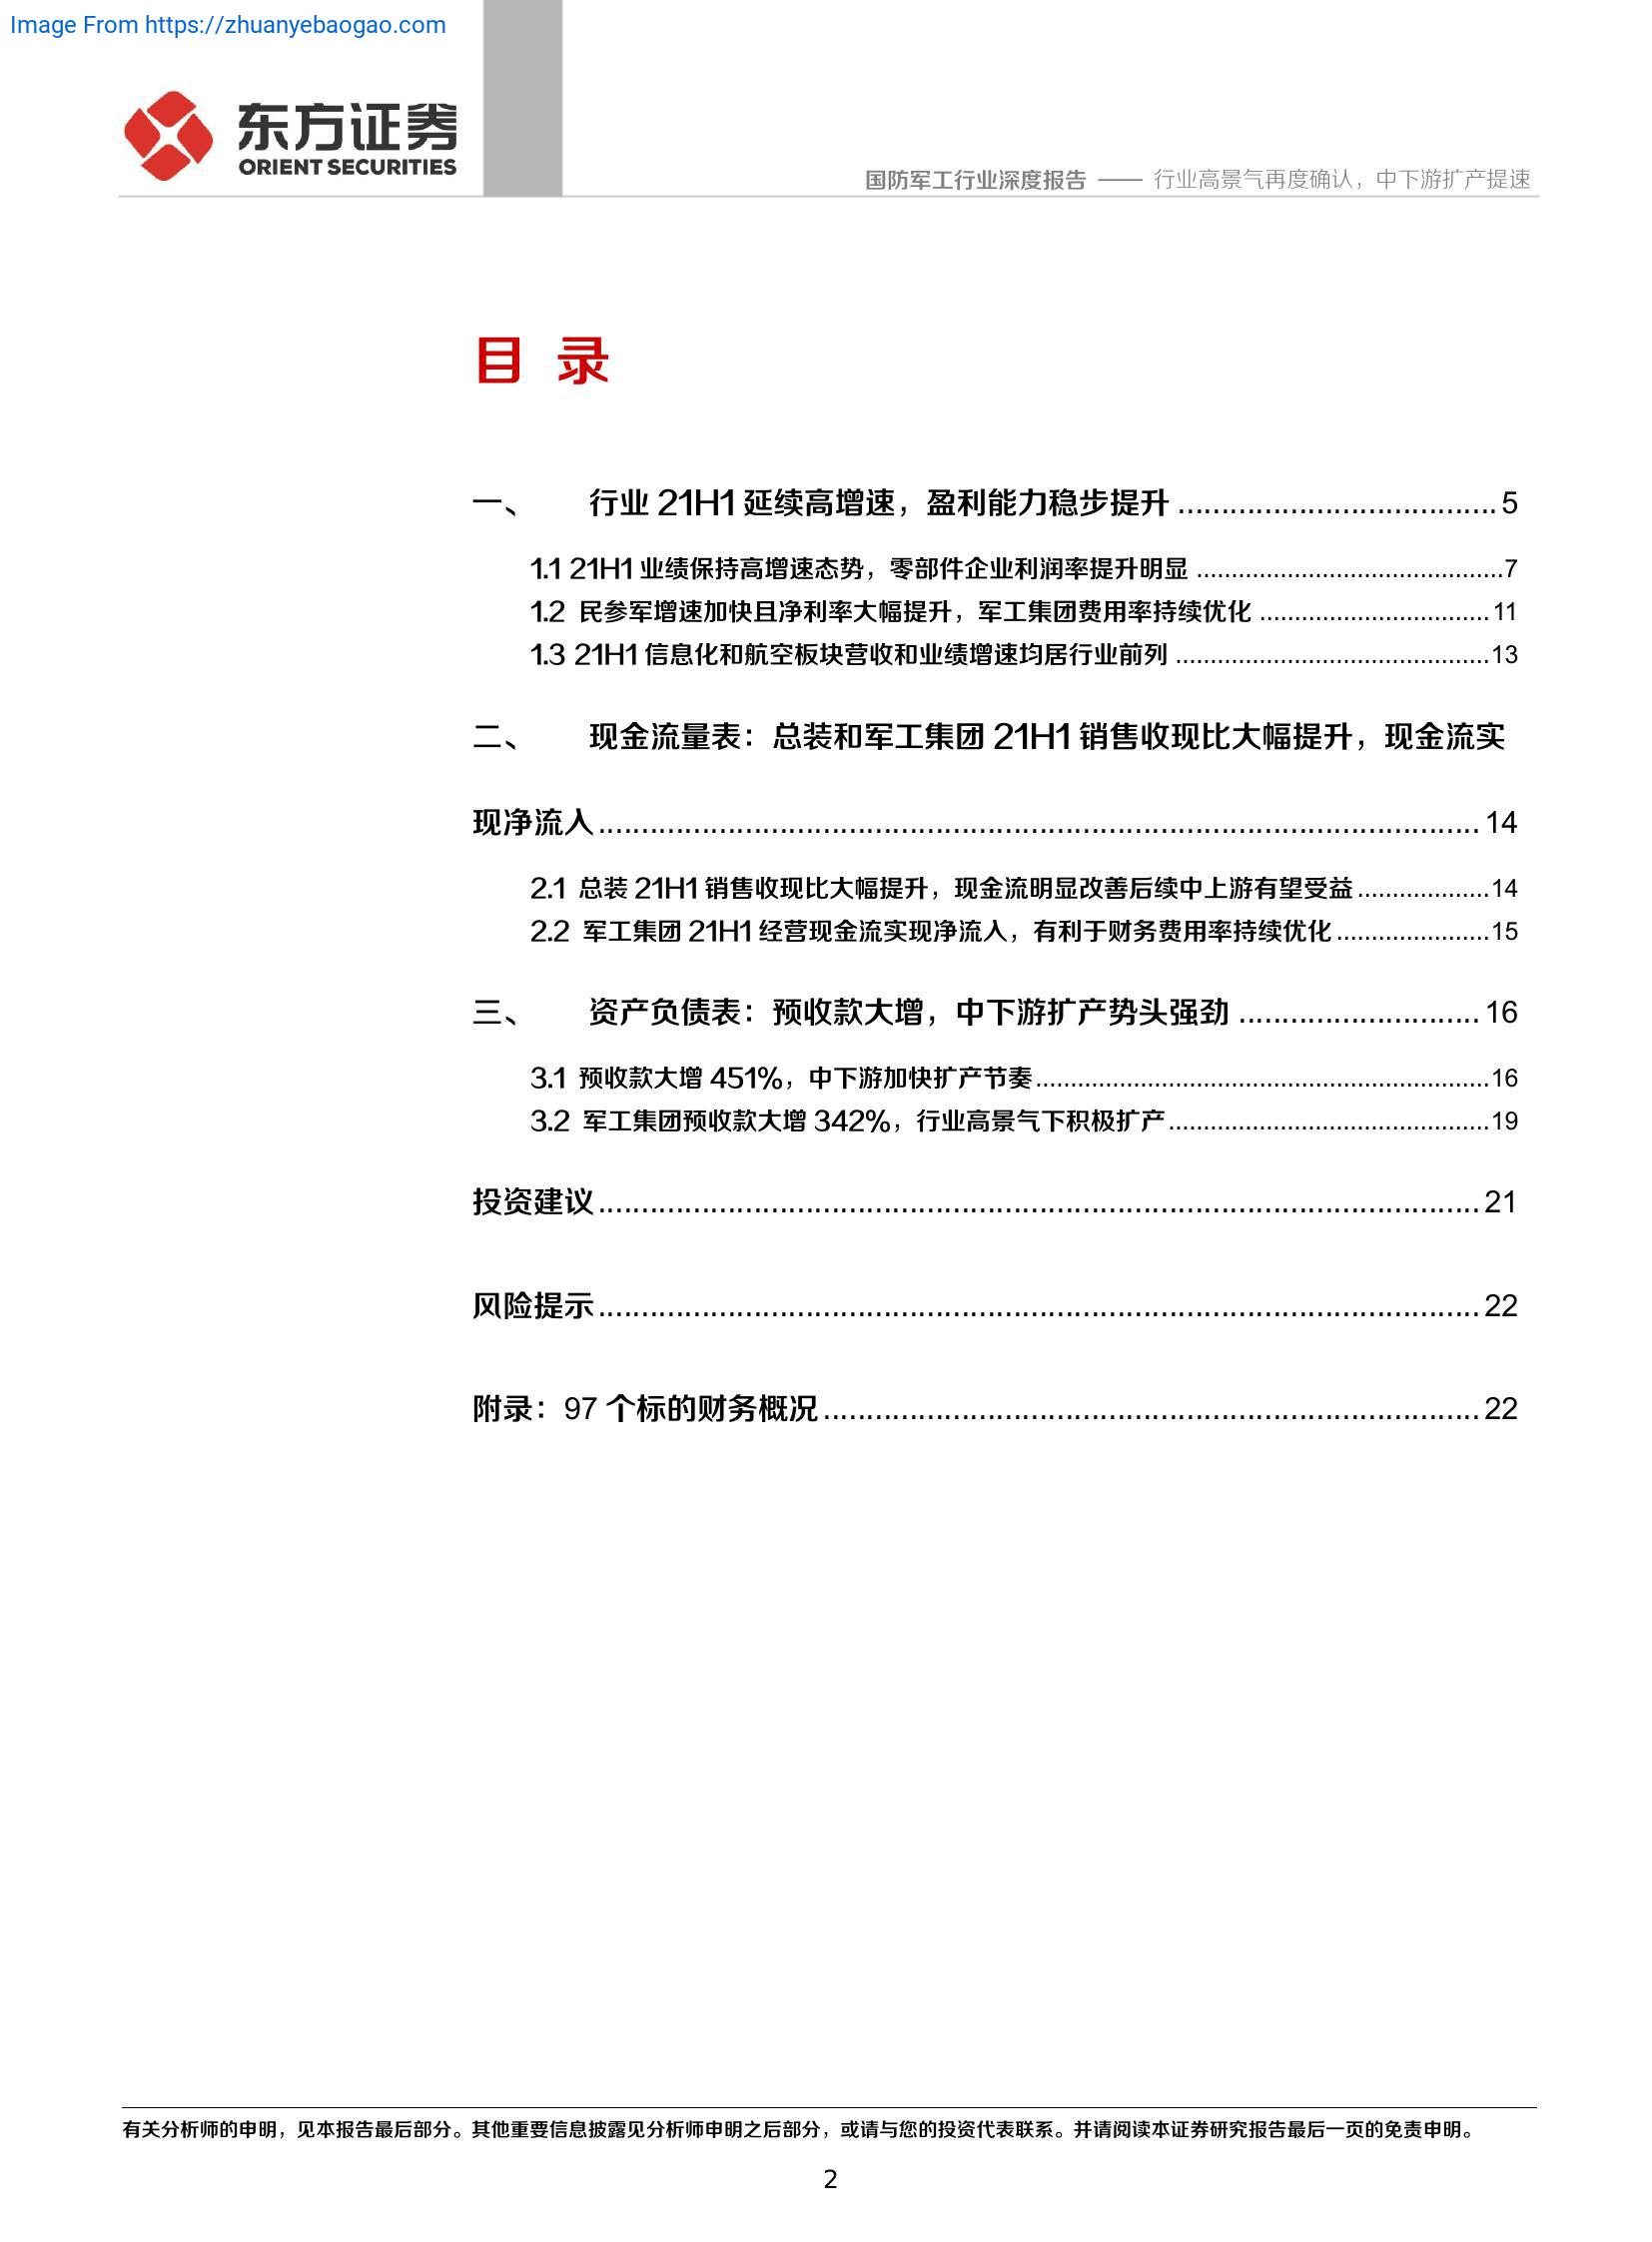 Image From https://zhuanyebaogao.com
东方证券
ORIENT SECURITIES
国防军工行业深度报告 —— 行业高景气再度确认，中下游扩产提速
目 录
一、 行业 21H1 延续高增速，盈利能力稳步提升 ..................................... 5
1.1 21H1 业绩保持高增速态势，零部件企业利润率提升明显 ............................................7
1.2 民参军增速加快且净利率大幅提升，军工集团费用率持续优化 .................................11
1.3 21H1 信息化和航空板块营收和业绩增速均居行业前列 .............................................13
二、 现金流量表：总装和军工集团 21H1 销售收现比大幅提升，现金流实
现净流入...................................................................................................... 14
2.1 总装 21H1 销售收现比大幅提升，现金流明显改善后续中上游有望受益...................14
2.2 军工集团 21H1 经营现金流实现净流入，有利于财务费用率持续优化......................15
三、 资产负债表：预收款大增，中下游扩产势头强劲 ............................ 16
3.1 预收款大增 451%，中下游加快扩产节奏.................................................................16
3.2 军工集团预收款大增 342%，行业高景气下积极扩产..............................................19
投资建议...................................................................................................... 21
风险提示...................................................................................................... 22
附录：97 个标的财务概况............................................................................ 22
有关分析师的申明，见本报告最后部分。其他重要信息披露见分析师申明之后部分，或请与您的投资代表联系。并请阅读本证券研究报告最后一页的免责申明。
2